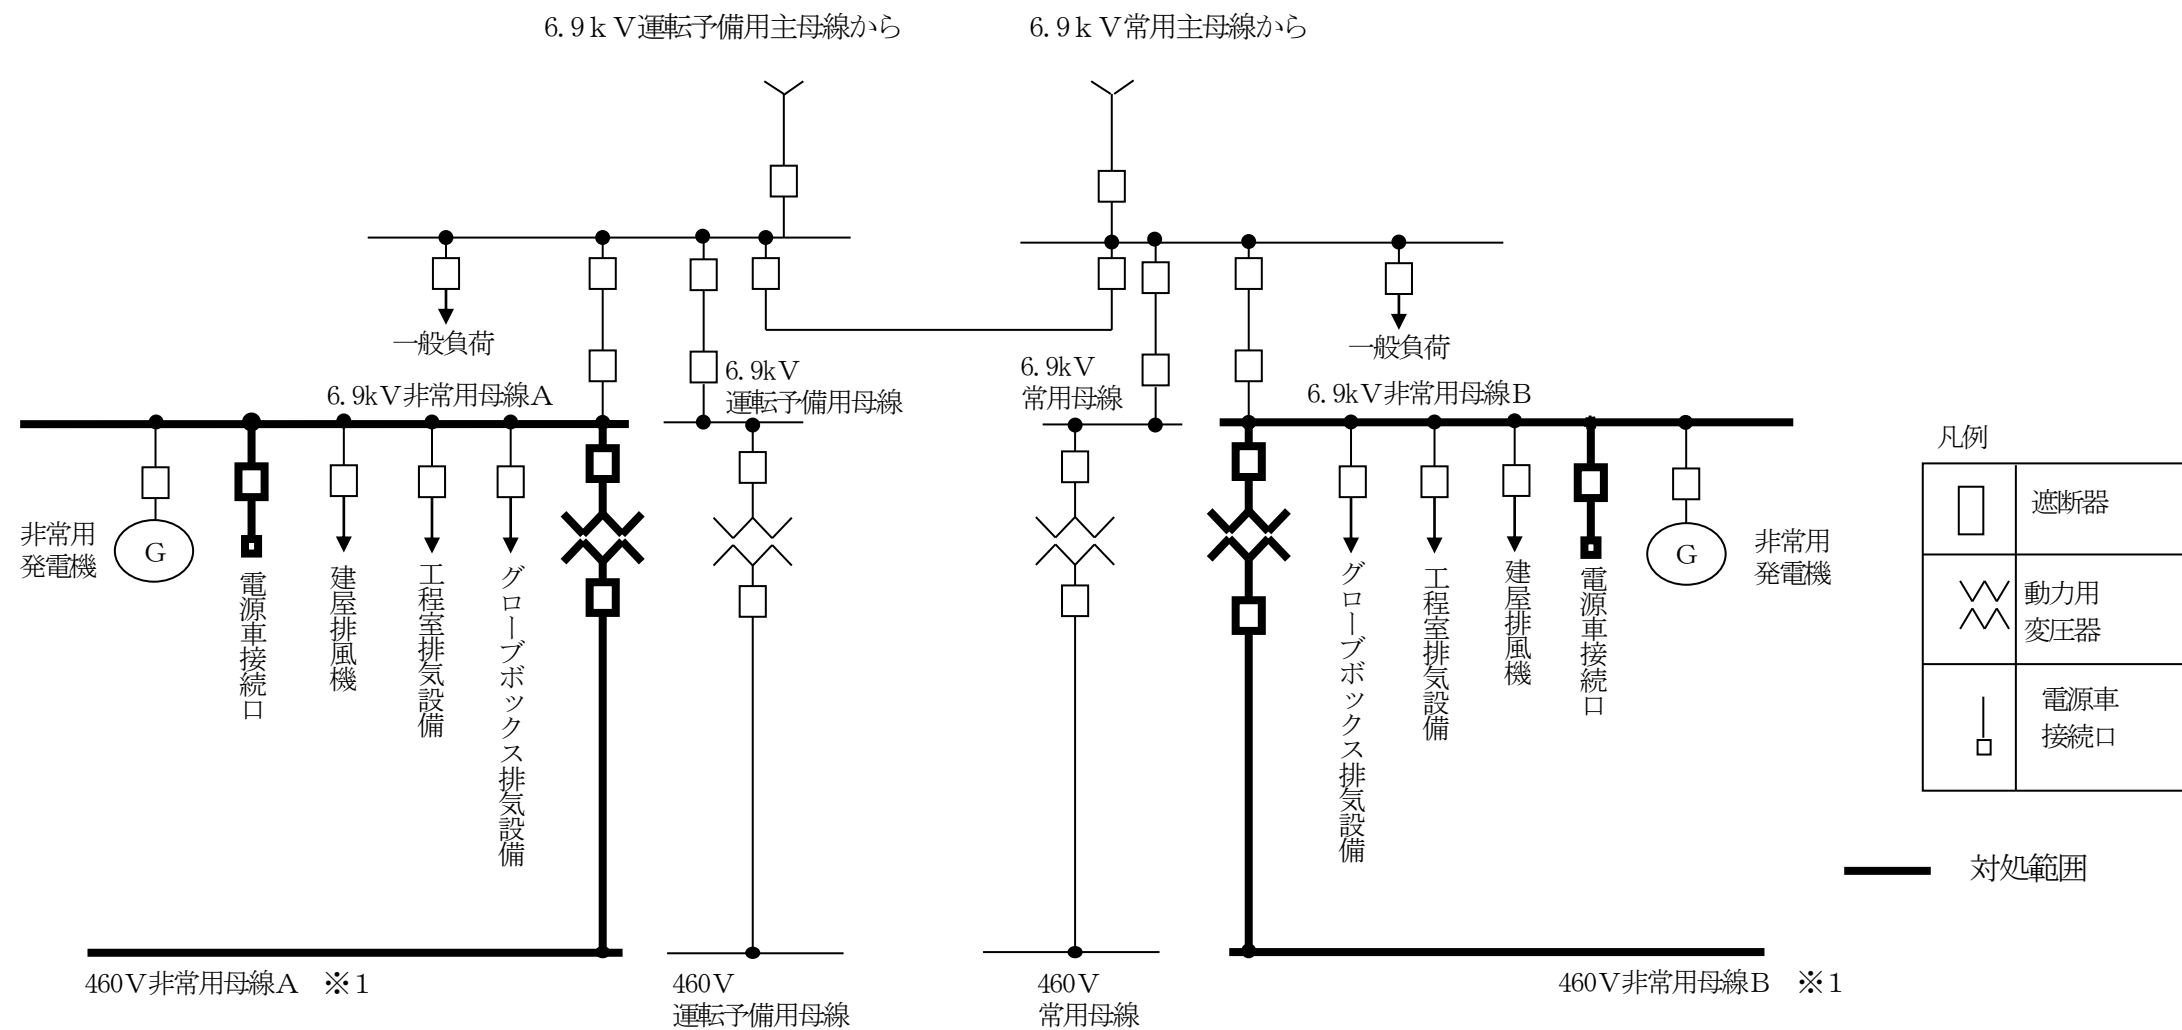 6.9ｋＶ運転予備用主母線から
6.9ｋＶ常用主母線から
一般負荷
一般負荷
6.9kＶ
運転予備用母線
6.9kＶ
常用母線
6.9kＶ非常用母線Ａ
6.9kＶ非常用母線Ｂ
非常用
発電機
Ｇ
電源車接続口
建屋排風機
工程室排気設備
グローブボックス排気設備
グローブボックス排気設備
工程室排気設備
建屋排風機
電源車接続口
Ｇ
非常用
発電機
凡例
遮断器
動力用
変圧器
電源車
接続口
対処範囲
460Ｖ非常用母線Ａ　※１
460Ｖ
運転予備用母線
460Ｖ
常用母線
460Ｖ非常用母線Ｂ　※１